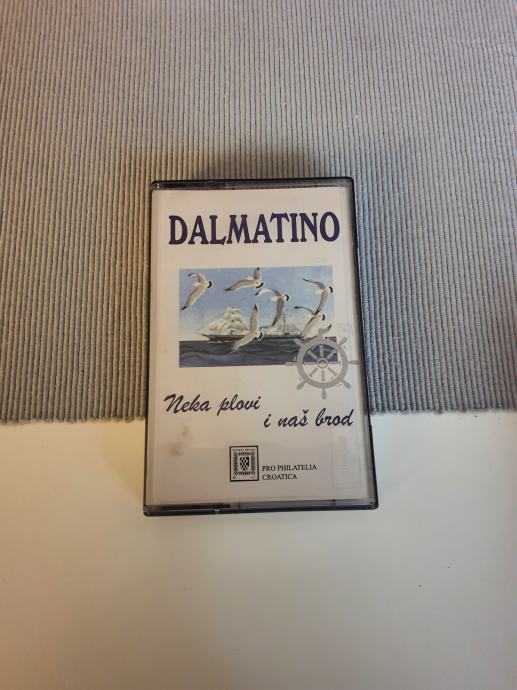 DALMATINO
Neka plovi
i naš brod
PRO PHILATELIA
CROATICA